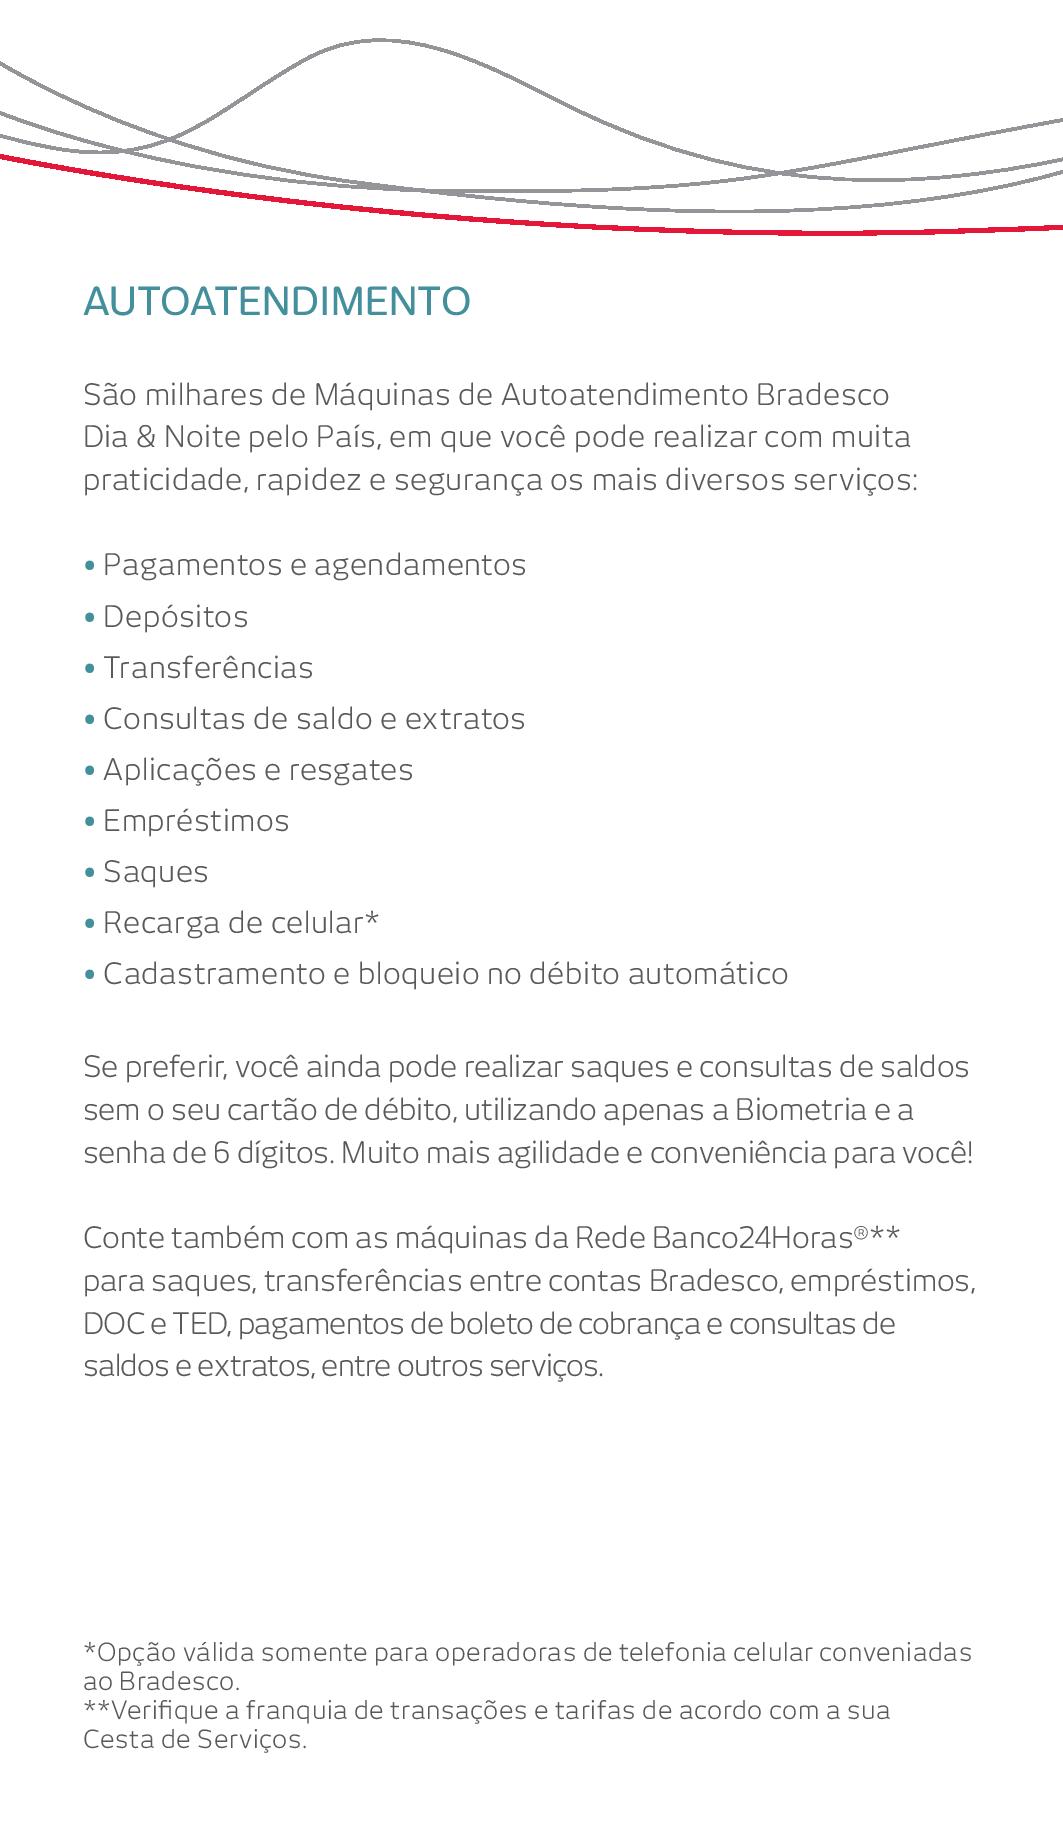 AUTOATENDIMENTO
São milhares de Máquinas de Autoatendimento Bradesco
Dia & Noite pelo País, em que você pode realizar com muita
praticidade, rapidez e segurança os mais diversos serviços:
• Pagamentos e agendamentos
• Depósitos
• Transferências
• Consultas de saldo e extratos
• Aplicações e resgates
• Empréstimos
• Saques
• Recarga de celular*
• Cadastramento e bloqueio no débito automático
Se preferir, você ainda pode realizar saques e consultas de saldos
sem o seu cartão de débito, utilizando apenas a Biometria e a
senha de 6 dígitos. Muito mais agilidade e conveniência para você!
Conte também com as máquinas da Rede Banco24Horas®**
para saques, transferências entre contas Bradesco, empréstimos,
DOC e TED, pagamentos de boleto de cobrança e consultas de
saldos e extratos, entre outros serviços.
*Opção válida somente para operadoras de telefonia celular conveniadas
ao Bradesco.
**Verifique a franquia de transações e tarifas de acordo com a sua
Cesta de Serviços.